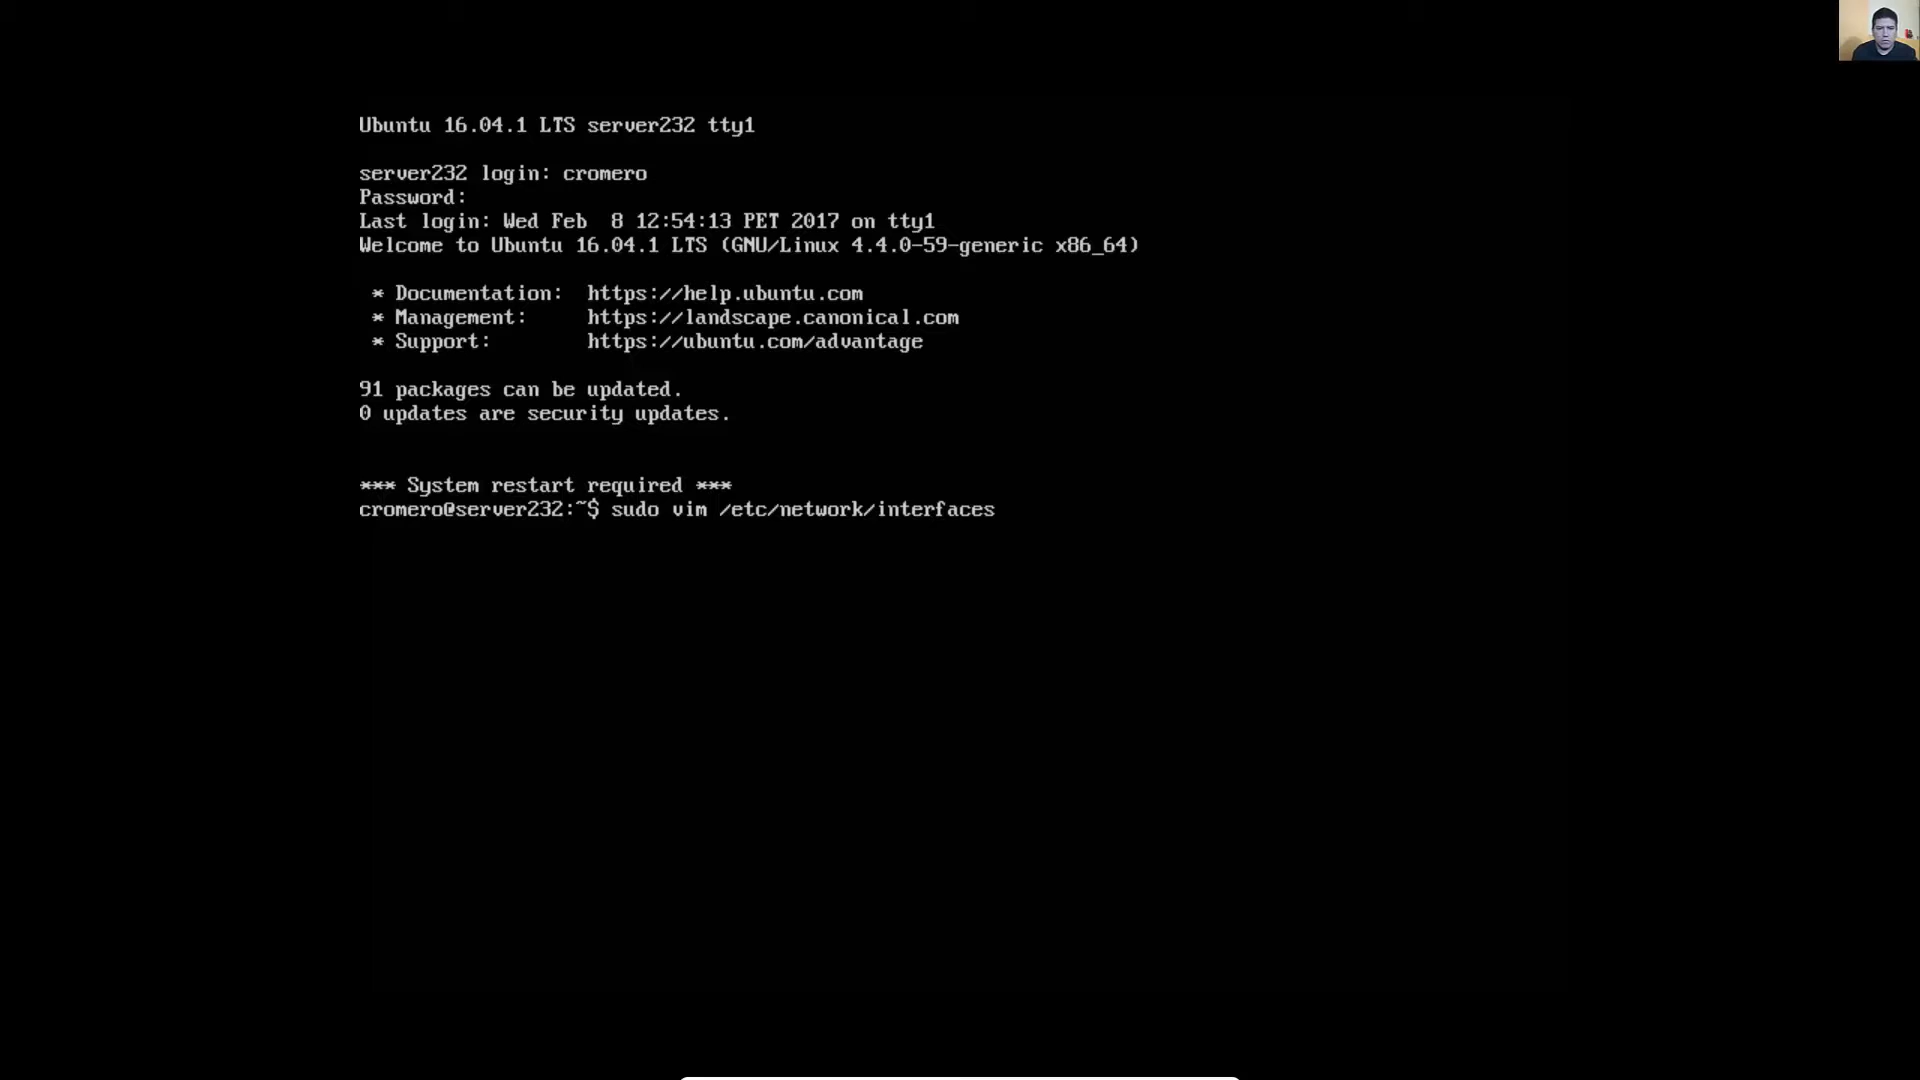 Ubuntu 16.04.1 LTS server232 tty1
server232 login: cromero
Password:
Last login: Wed Feb  8 12:54:13 PET 2017 on tty1
Welcome to Ubuntu 16.04.1 LTS (GNU/Linux 4.4.0-59-generic x86_64)
* Documentation:  https://help.ubuntu.com
* Management:     https://landscape.canonical.com
* Support:        https://ubuntu.com/advantage
91 packages can be updated.
0 updates are security updates.
*** System restart required ***
cromero@server232:~$ sudo vim /etc/network/interfaces